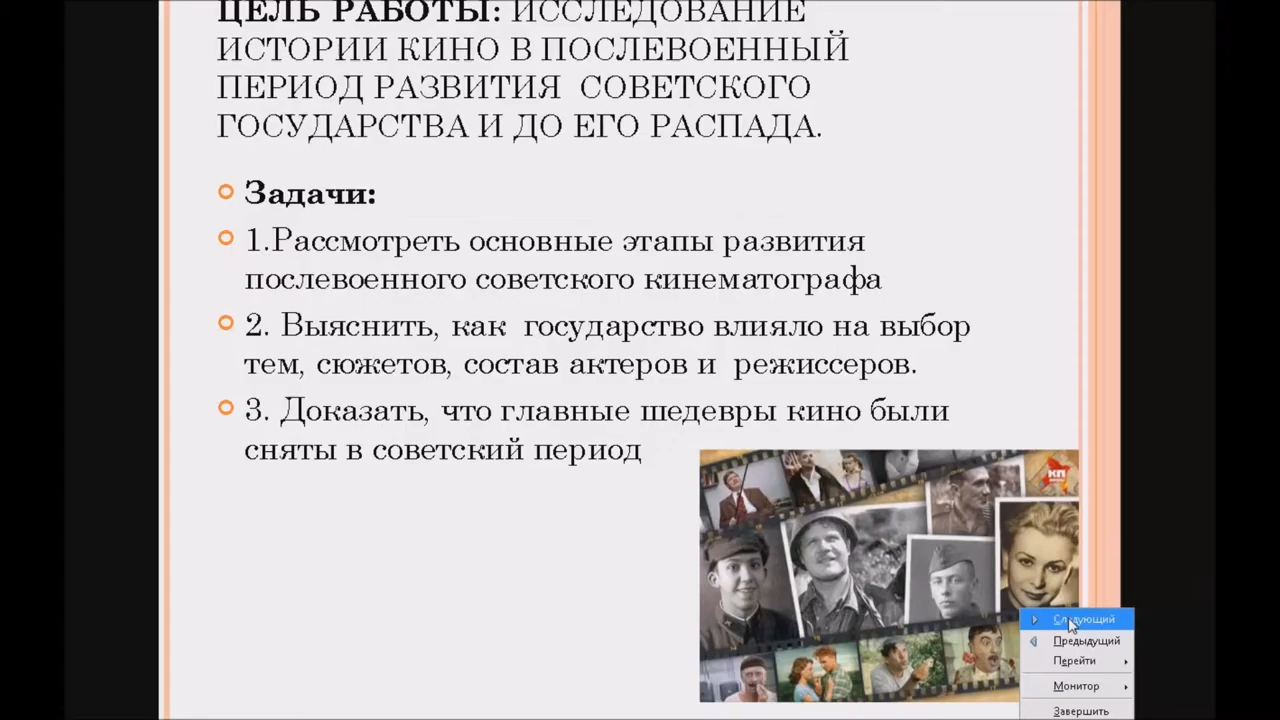 ЦЕЛЬ РАБОТЫ: ИССЛЕДОВАНИЕ
ИСТОРИИ КИНО В ПОСЛЕВОЕННЫЙ
ПЕРИОД РАЗВИТИЯ СОВЕТСКОГО
ГОСУДАРСТВА И ДО ЕГО РАСПАДА.
Задачи:
1.Рассмотреть основные этапы развития
послевоенного советского кинематографа
2. Выяснить, как государство влияло на выбор
тем, сюжетов, состав актеров и режиссеров.
3. Доказать, что главные шедевры кино были
сняты в советский период
КП
Следующий
Предыдущий
Перейти
Монитор
Завершить